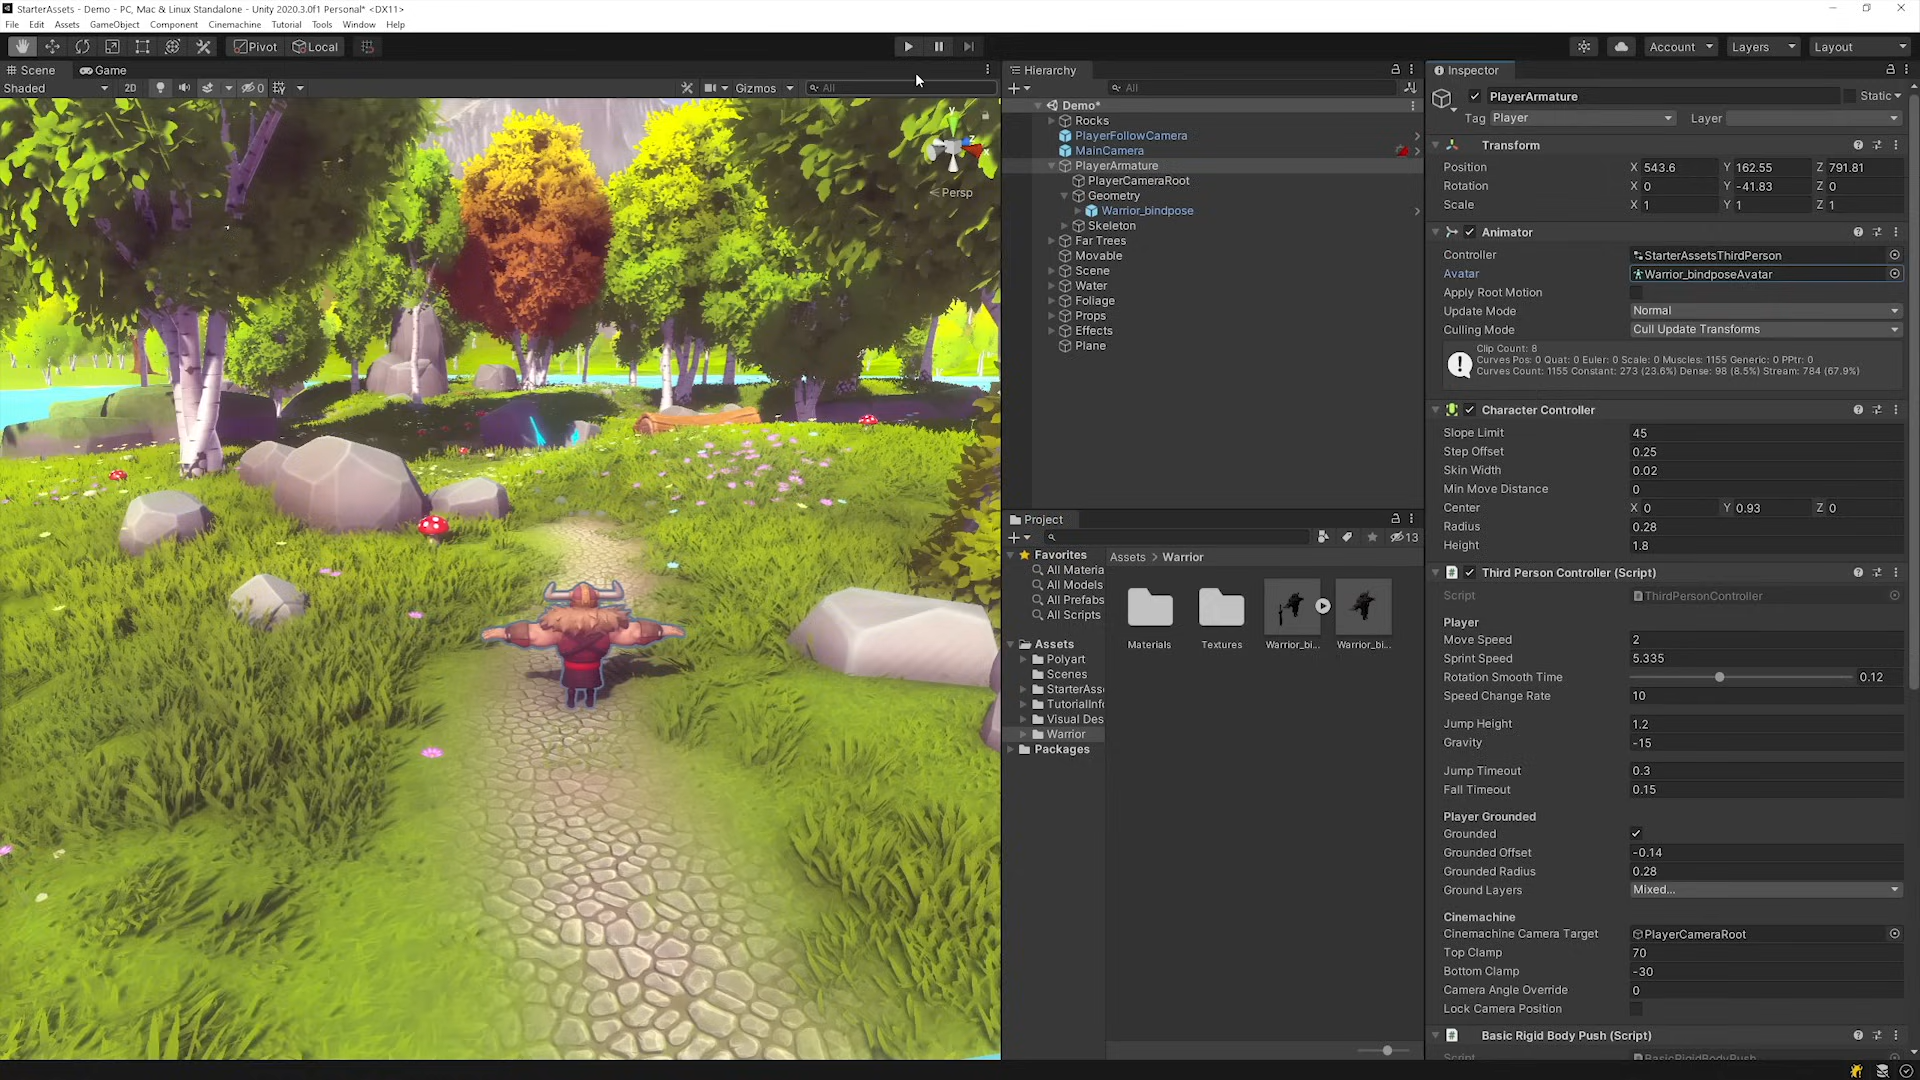 StarterAssets - Demo - PC, Mac & Linux Standalone - Unity 2020.3.0f1 Personal* <DX11>
File Edit Assets GameObject Component Cinemachine Tutorial Tools Window Help
Pivot Local Account Layers Layout
Scene Game
Shaded 2D 0 Gizmos All
y
z
x
Persp
Hierarchy
All
Demo*
Rocks
PlayerFollowCamera
MainCamera
PlayerArmature
PlayerCameraRoot
Geometry
Warrior_bindpose
Skeleton
Far Trees
Movable
Scene
Water
Foliage
Props
Effects
Plane
Project
13
Favorites
All Materia
All Models
All Prefabs
All Scripts
Assets
Polyart
Scenes
StarterAsse
TutorialInfo
Visual Des
Warrior
Packages
Assets > Warrior
Materials Textures Warrior_bi... Warrior_bi...
Inspector
PlayerArmature Static
Tag Player Layer
Transform
Position X 543.6 Y 162.55 Z 791.81
Rotation X 0 Y -41.83 Z 0
Scale X 1 Y 1 Z 1
Animator
Controller StarterAssetsThirdPerson
Avatar Warrior_bindposeAvatar
Apply Root Motion
Update Mode Normal
Culling Mode Cull Update Transforms
Clip Count: 8
Curves Pos: 0 Quat: 0 Euler: 0 Scale: 0 Muscles: 1155 Generic: 0 PPtr: 0
Curves Count: 1155 Constant: 273 (23.6%) Dense: 98 (8.5%) Stream: 784 (67.9%)
Character Controller
Slope Limit 45
Step Offset 0.25
Skin Width 0.02
Min Move Distance 0
Center X 0 Y 0.93 Z 0
Radius 0.28
Height 1.8
Third Person Controller (Script)
Script ThirdPersonController
Player
Move Speed 2
Sprint Speed 5.335
Rotation Smooth Time 0.12
Speed Change Rate 10
Jump Height 1.2
Gravity -15
Jump Timeout 0.3
Fall Timeout 0.15
Player Grounded
Grounded
Grounded Offset -0.14
Grounded Radius 0.28
Ground Layers Mixed...
Cinemachine
Cinemachine Camera Target PlayerCameraRoot
Top Clamp 70
Bottom Clamp -30
Camera Angle Override 0
Lock Camera Position
Basic Rigid Body Push (Script)
Script BasicRigidBodyPush